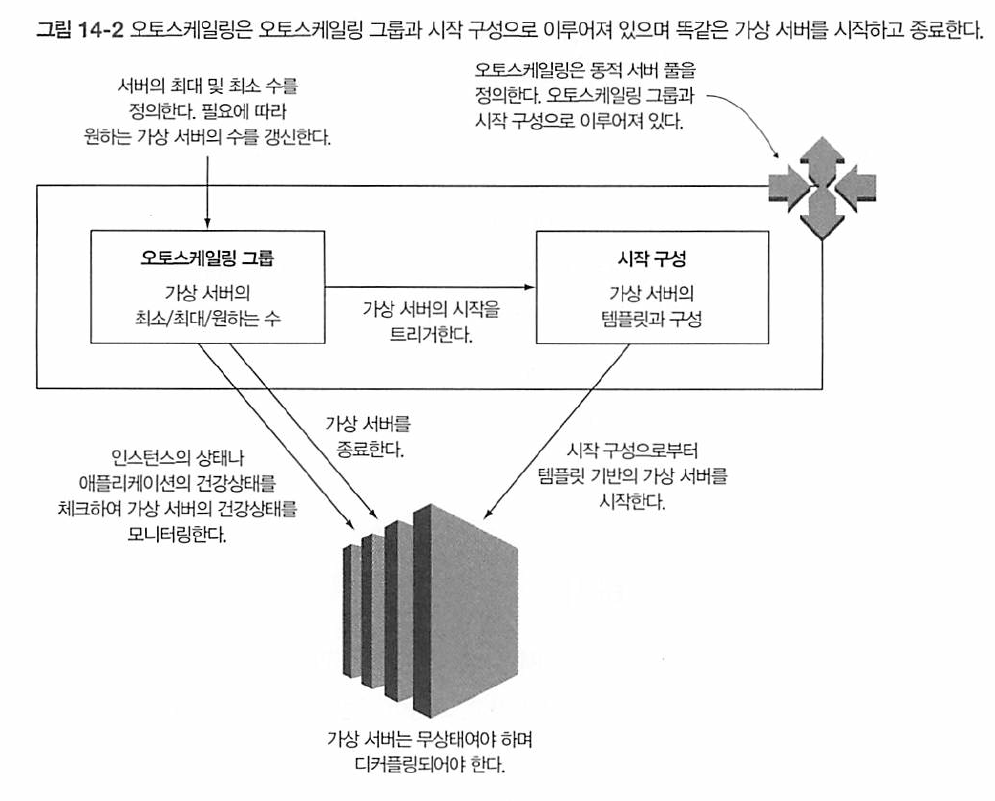 그림 14-2 오토스케일링은 오토스케일링 그룹과 시작 구성으로 이루어져 있으며 똑같은 가상 서버를 시작하고 종료한다.
서버의 최대 및 최소 수를
정의한다. 필요에 따라
원하는 가상 서버의 수를 갱신한다.
오토스케일링은 동적 서버 풀을
정의한다. 오토스케일링 그룹과
시작 구성으로 이루어져 있다.
오토스케일링 그룹
가상 서버의
최소/최대/원하는 수
가상 서버의 시작을
트리거한다.
시작 구성
가상 서버의
템플릿과 구성
인스턴스의 상태나
애플리케이션의 건강상태를
체크하여 가상 서버의 건강상태를
모니터링한다.
가상 서버를
종료한다.
시작 구성으로부터
템플릿 기반의 가상 서버를
시작한다.
가상 서버는 무상태여야 하며
디커플링되어야 한다.